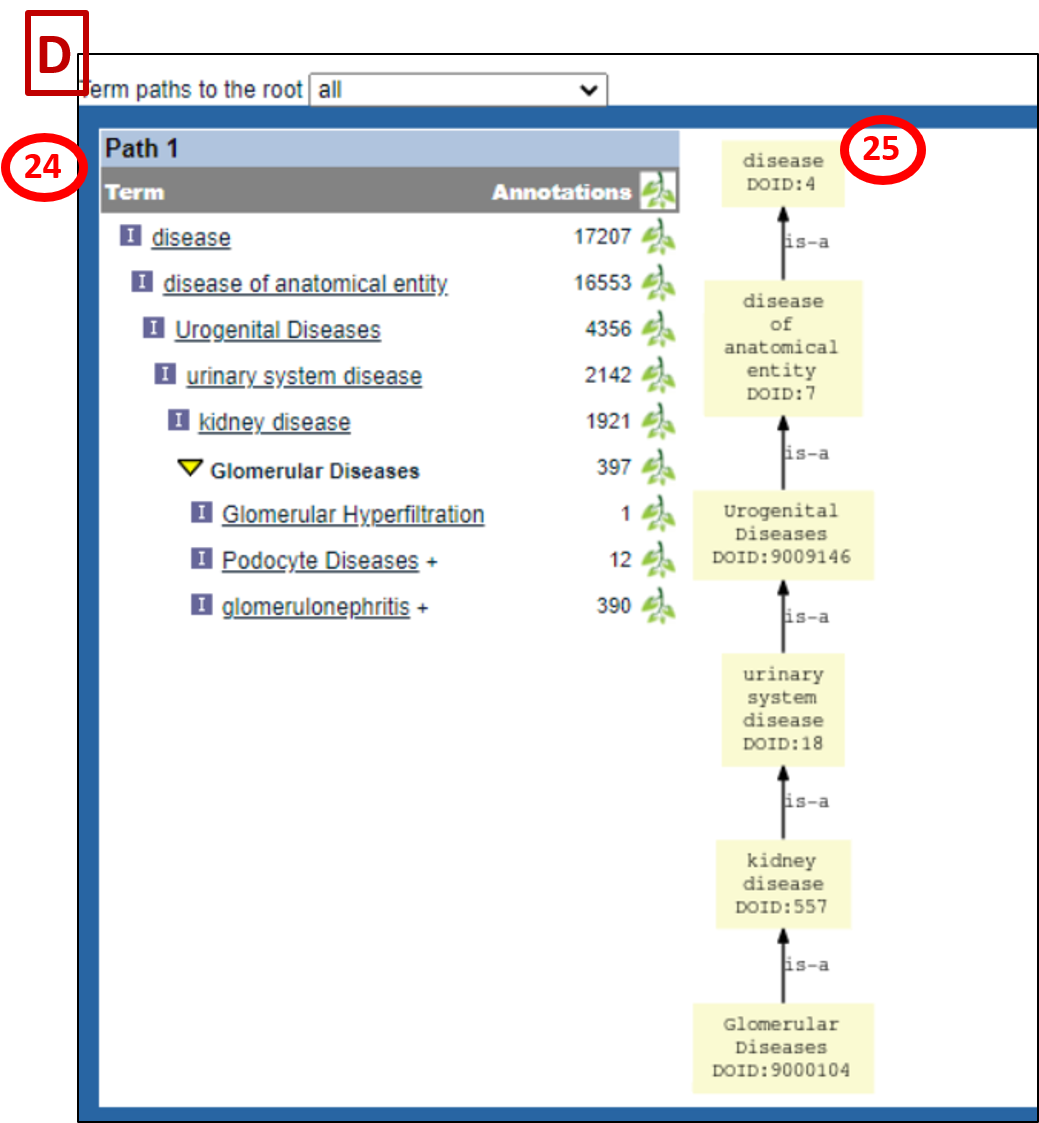 D
Term paths to the root all
24
Path 1
Term Annotations
I disease 17207
I disease of anatomical entity 16553
I Urogenital Diseases 4356
I urinary system disease 2142
I kidney disease 1921
Glomerular Diseases 397
I Glomerular Hyperfiltration 1
I Podocyte Diseases + 12
I glomerulonephritis + 390
25
disease
DOID:4
is-a
disease
of
anatomical
entity
DOID:7
is-a
Urogenital
Diseases
DOID:9009146
is-a
urinary
system
disease
DOID:18
is-a
kidney
disease
DOID:557
is-a
Glomerular
Diseases
DOID:9000104